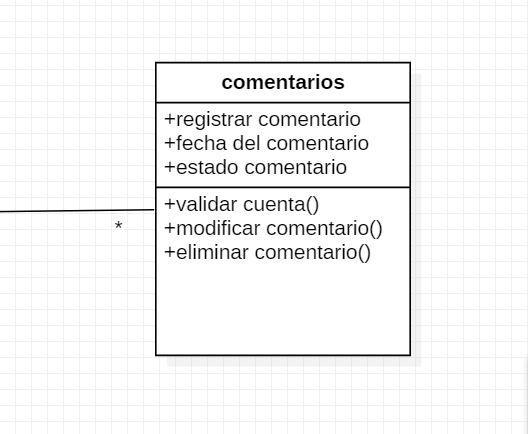 comentarios
+registrar comentario
+fecha del comentario
+estado comentario
+validar cuenta()
*
+modificar comentario()
+eliminar comentario()